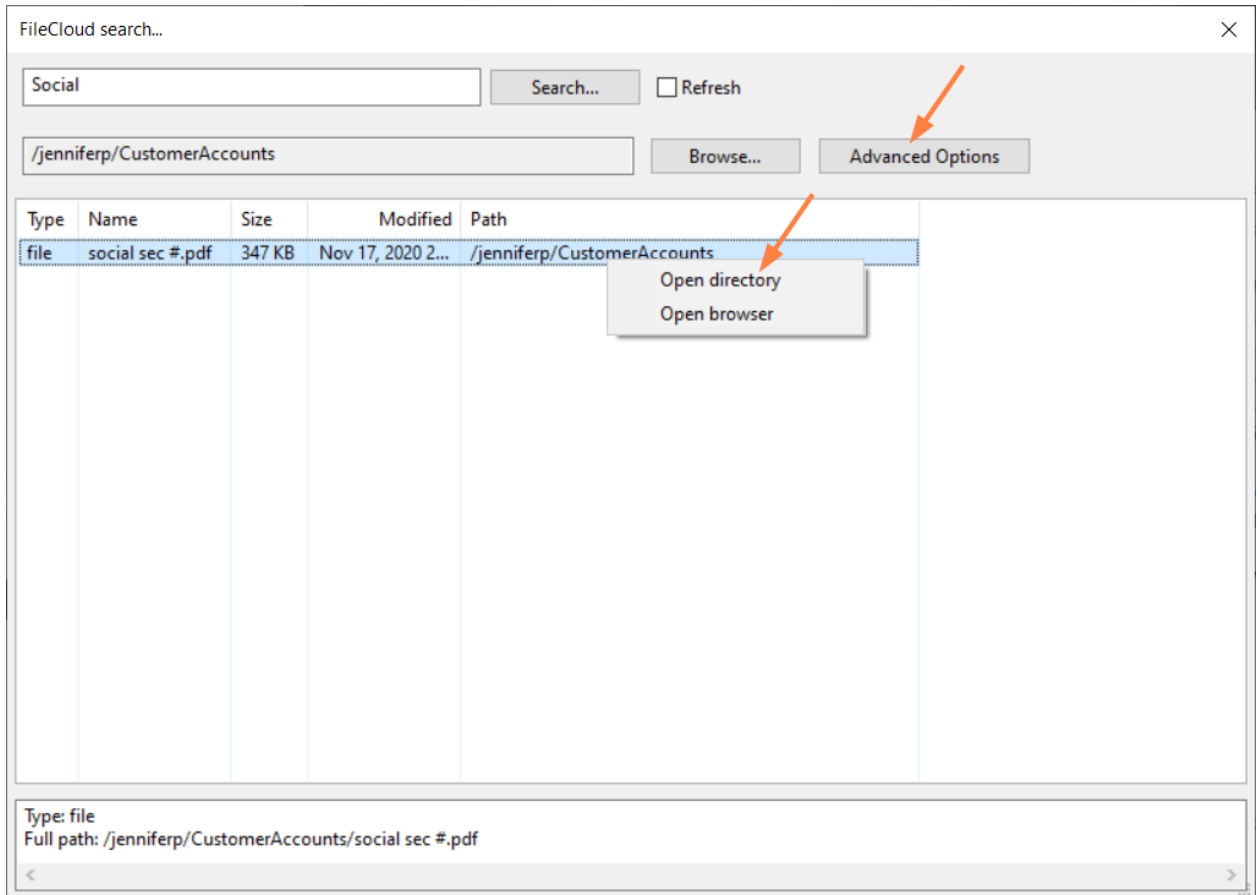 FileCloud search...
Social
Search...
Refresh
/jenniferp/CustomerAccounts
Browse...
Advanced Options
Type Name Size Modified Path
file social sec #.pdf 347 KB Nov 17, 2020 2... /jenniferp/CustomerAccounts
Open directory
Open browser
Type: file
Full path: /jenniferp/CustomerAccounts/social sec #.pdf